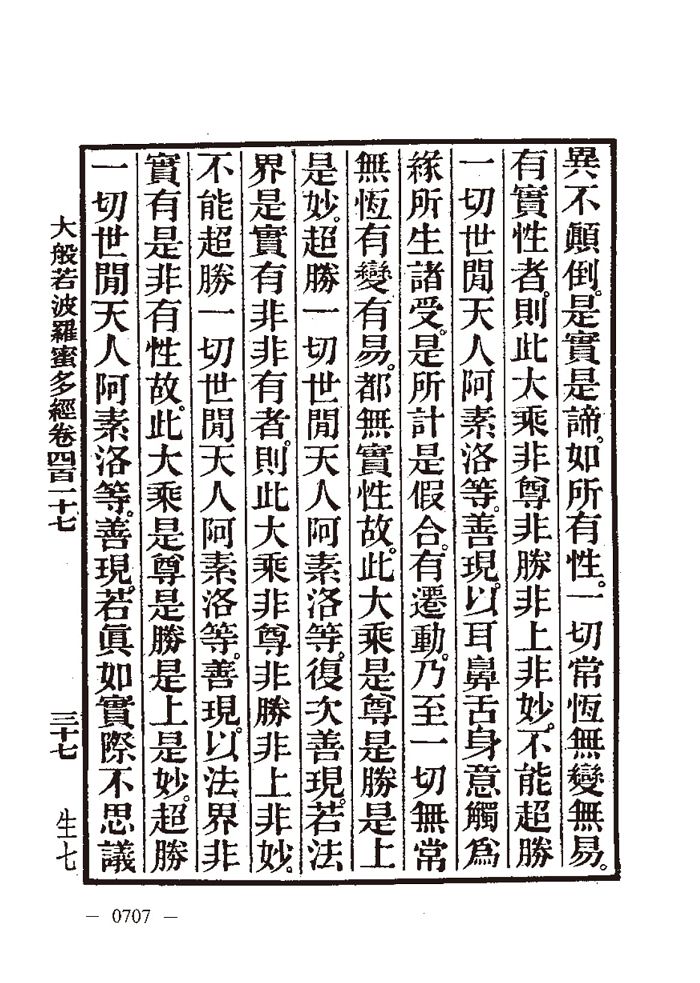 異不顚倒。是實是諦。如所有性。一切常恆無變無易。
有實性者。則此大乘非尊非勝非上非妙。不能超勝
一切世閒天人阿素洛等。善現。以耳鼻舌身意觸爲
緣所生諸受。是所計是假合。有遷動。乃至一切無常
無恆有變有易。都無實性故。此大乘是尊是勝是上
是妙。超勝一切世閒天人阿素洛等。復次善現。若法
界是實有非非有者。則此大乘非尊非勝非上非妙。
不能超勝一切世閒天人阿素洛等。善現。以法界非
實有是非有性故。此大乘是尊是勝是上是妙。超勝
一切世閒天人阿素洛等。善現。若眞如實際不思議
大般若波羅蜜多經卷四百一十七 三十七 生七
— 0707 —